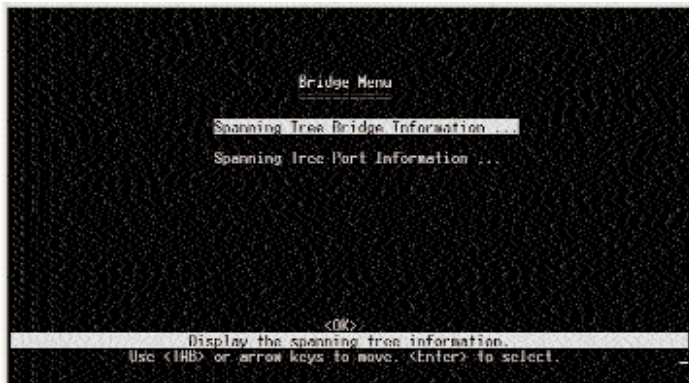 Bridge Menu
===========
Spanning Tree Bridge Information ...
Spanning Tree Port Information ...
<OK>
Display the spanning tree information.
Use <TAB> or arrow keys to move. <Enter> to select.